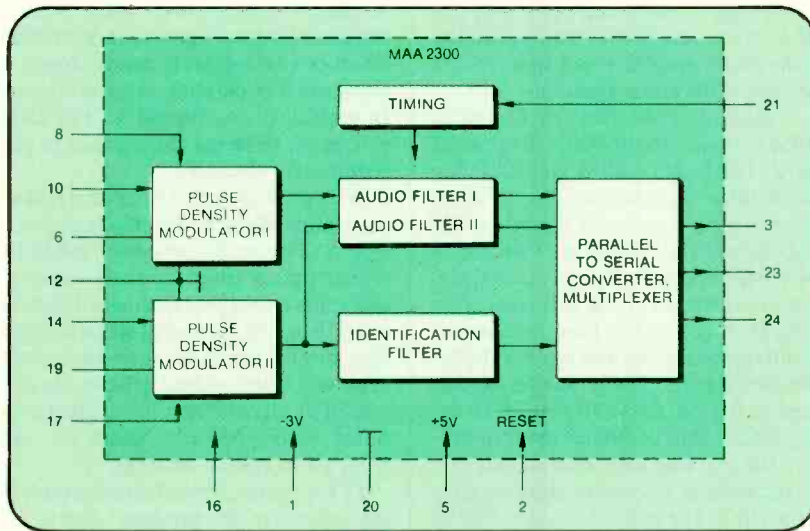 MAA 2300
TIMING
21
8
10
PULSE
DENSITY
MODULATOR I
AUDIO FILTER I
AUDIO FILTER II
PARALLEL
TO SERIAL
CONVERTER,
MULTIPLEXER
6
3
12
23
14
PULSE
DENSITY
MODULATOR II
IDENTIFICATION
FILTER
24
19
17
-3V
+5V
RESET
16
1
20
5
2